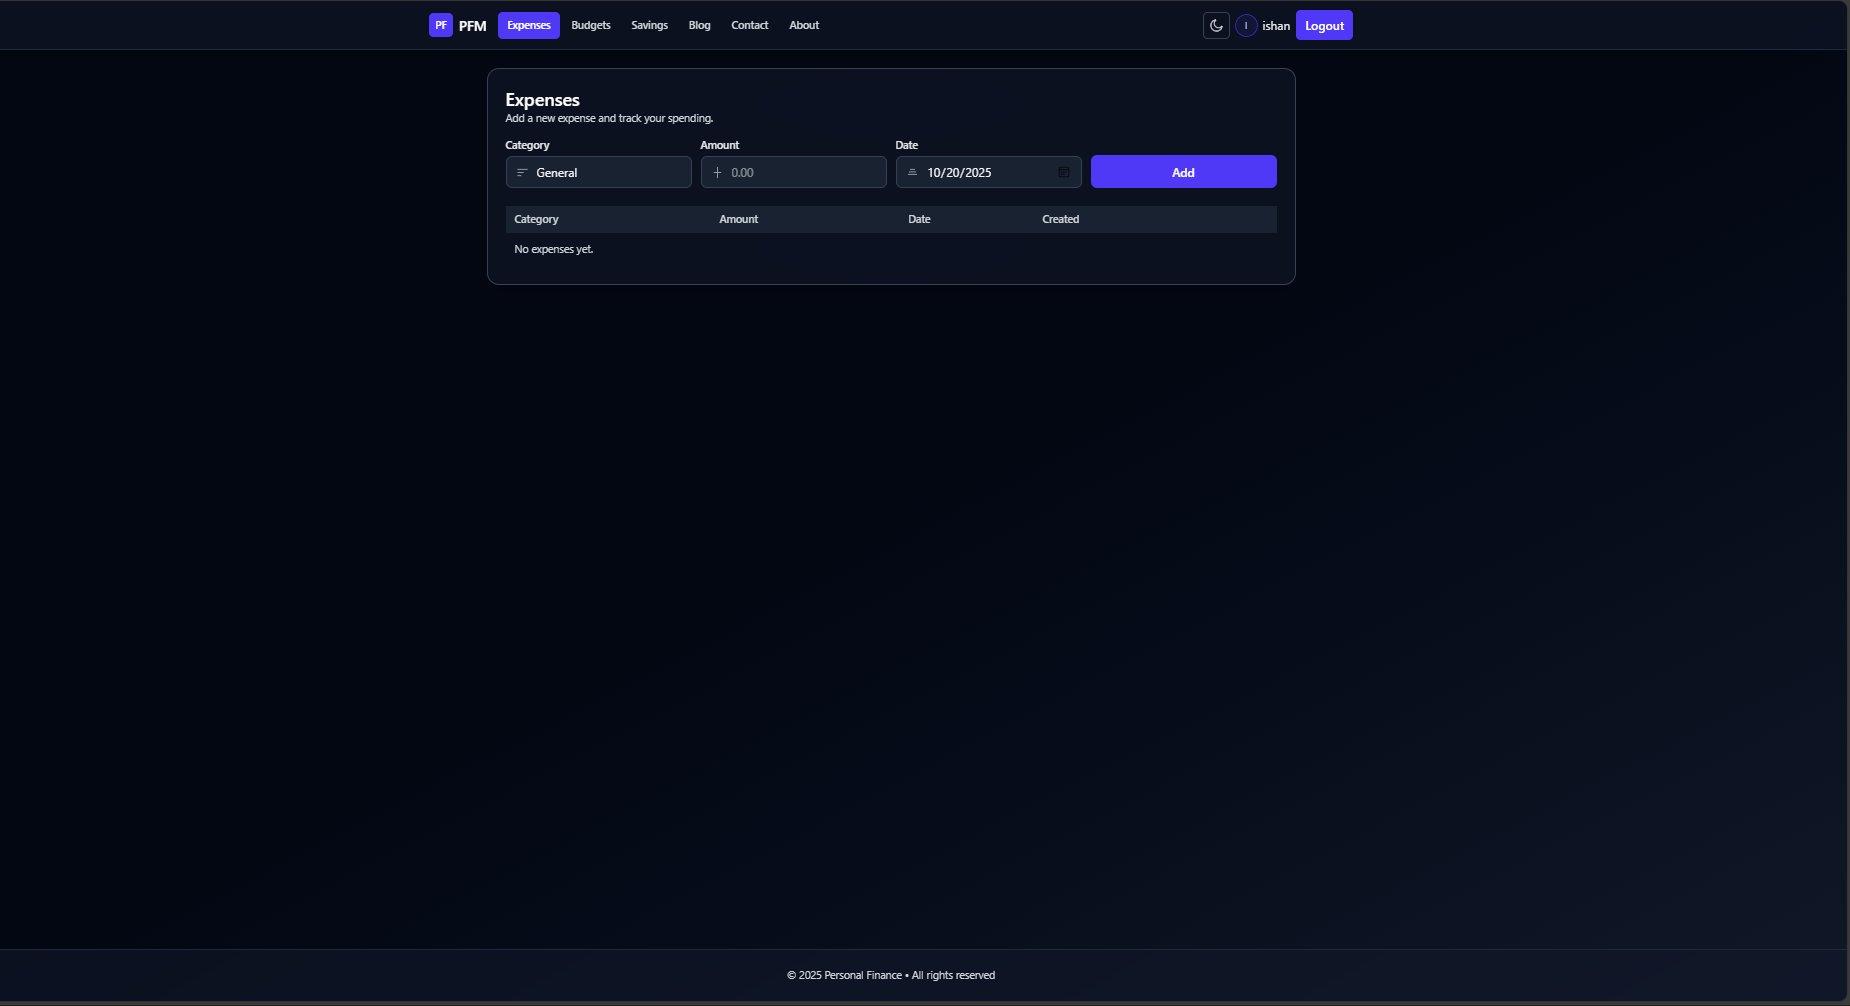 PF PFM Expenses Budgets Savings Blog Contact About I ishan Logout
Expenses
Add a new expense and track your spending.
Category Amount Date
General 0.00 10/20/2025 Add
Category Amount Date Created
No expenses yet.
© 2025 Personal Finance • All rights reserved